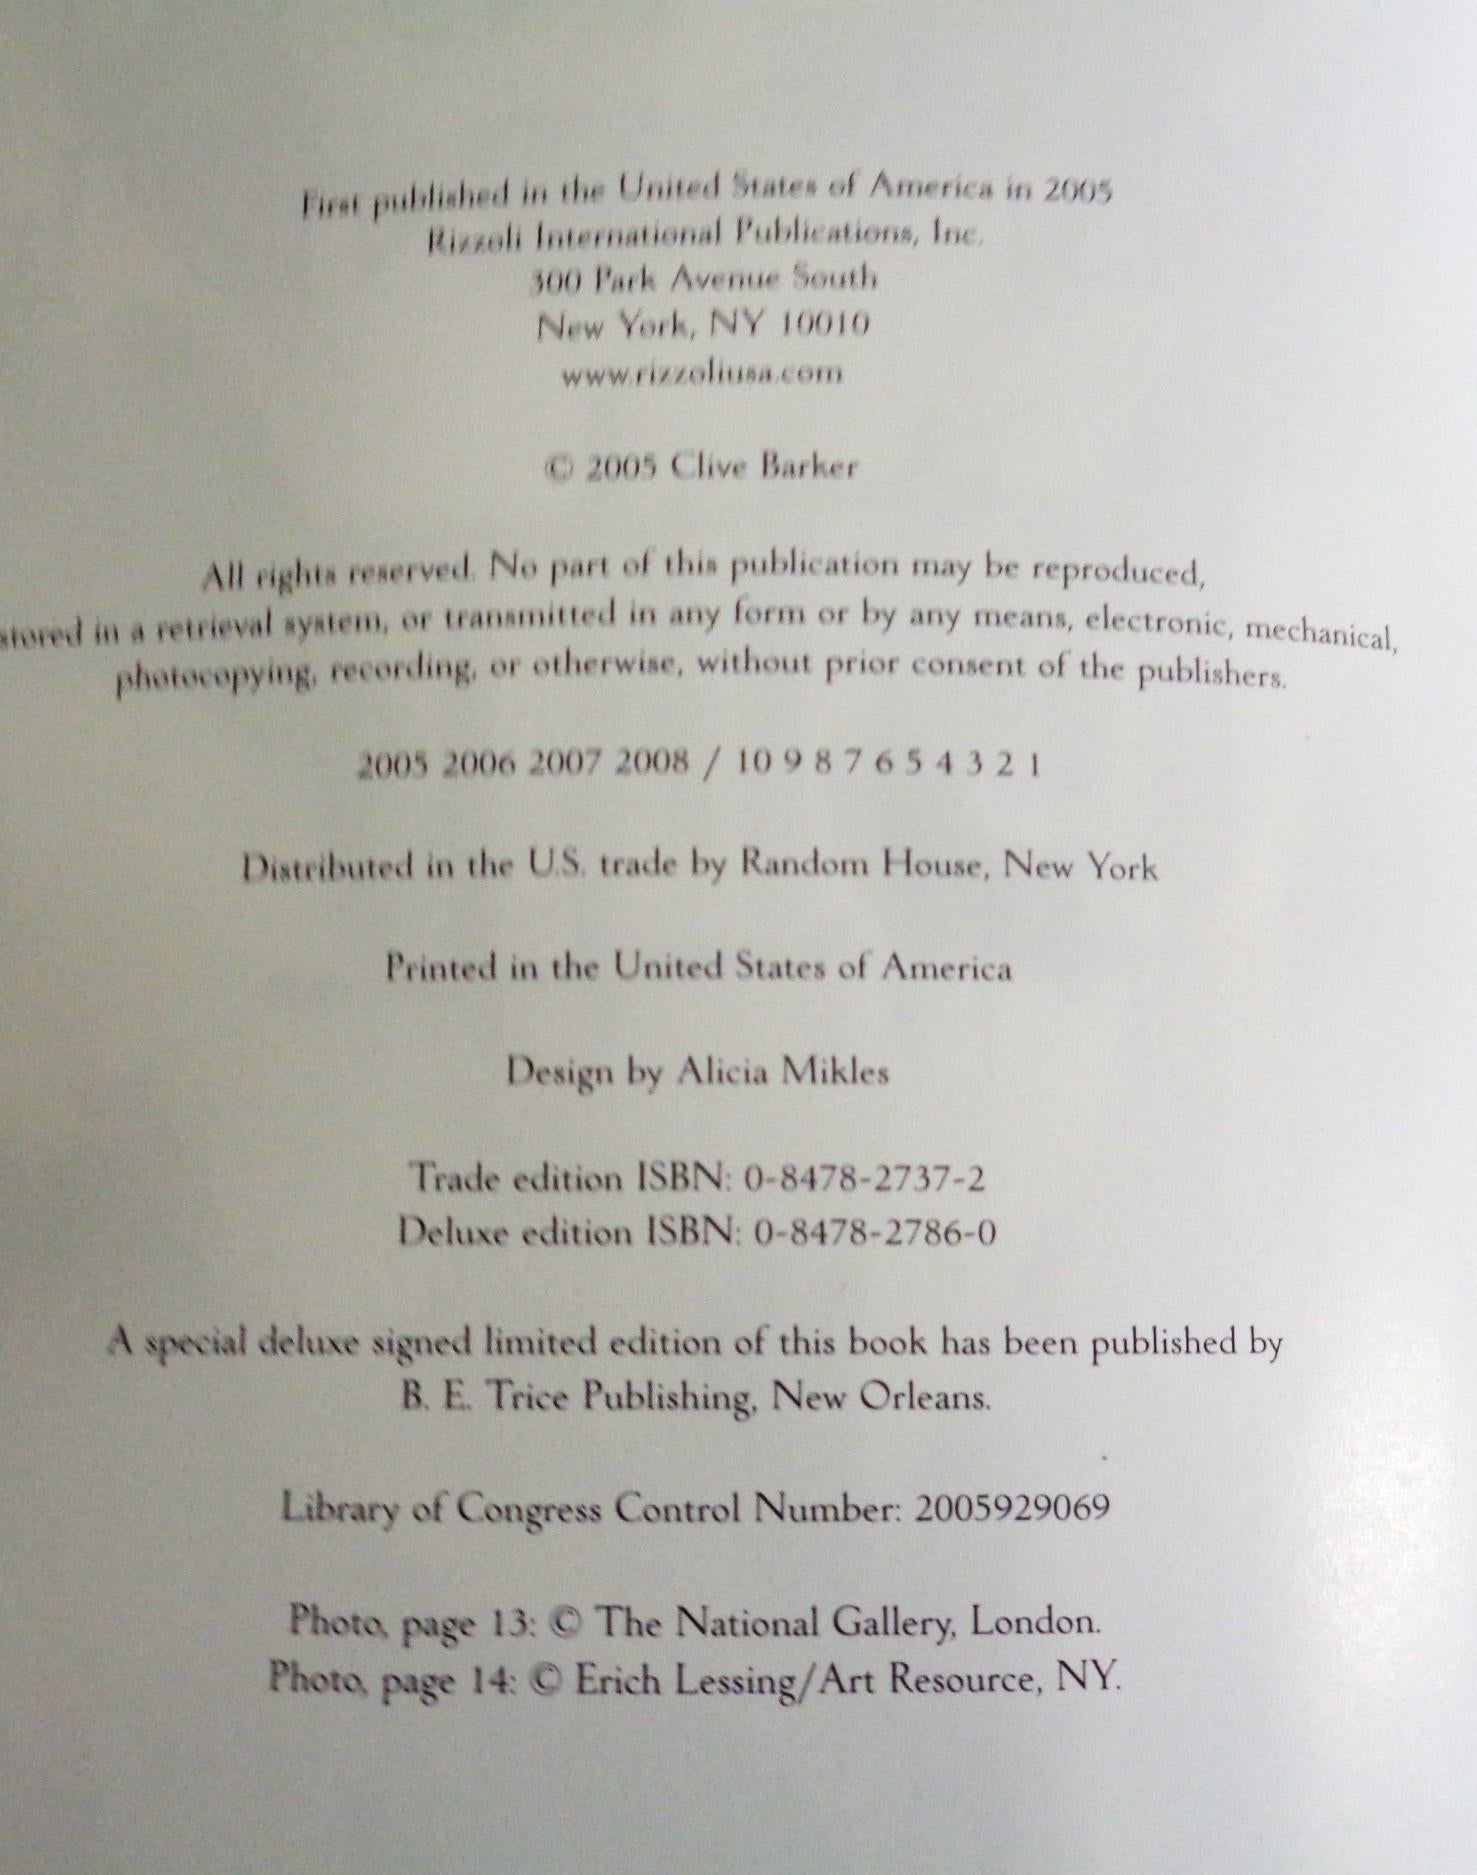 First published in the United States of America in 2005
Rizzoli International Publications, Inc.
300 Park Avenue South
New York, NY 10010
www.rizzoliusa.com
© 2005 Clive Barker
All rights reserved. No part of this publication may be reproduced,
stored in a retrieval system, or transmitted in any form or by any means, electronic, mechanical,
photocopying, recording, or otherwise, without prior consent of the publishers.
2005 2006 2007 2008 / 10 9 8 7 6 5 4 3 2 1
Distributed in the U.S. trade by Random House, New York
Printed in the United States of America
Design by Alicia Mikles
Trade edition ISBN: 0-8478-2737-2
Deluxe edition ISBN: 0-8478-2786-0
A special deluxe signed limited edition of this book has been published by
B. E. Trice Publishing, New Orleans.
Library of Congress Control Number: 2005929069
Photo, page 13: © The National Gallery, London.
Photo, page 14: © Erich Lessing/Art Resource, NY.